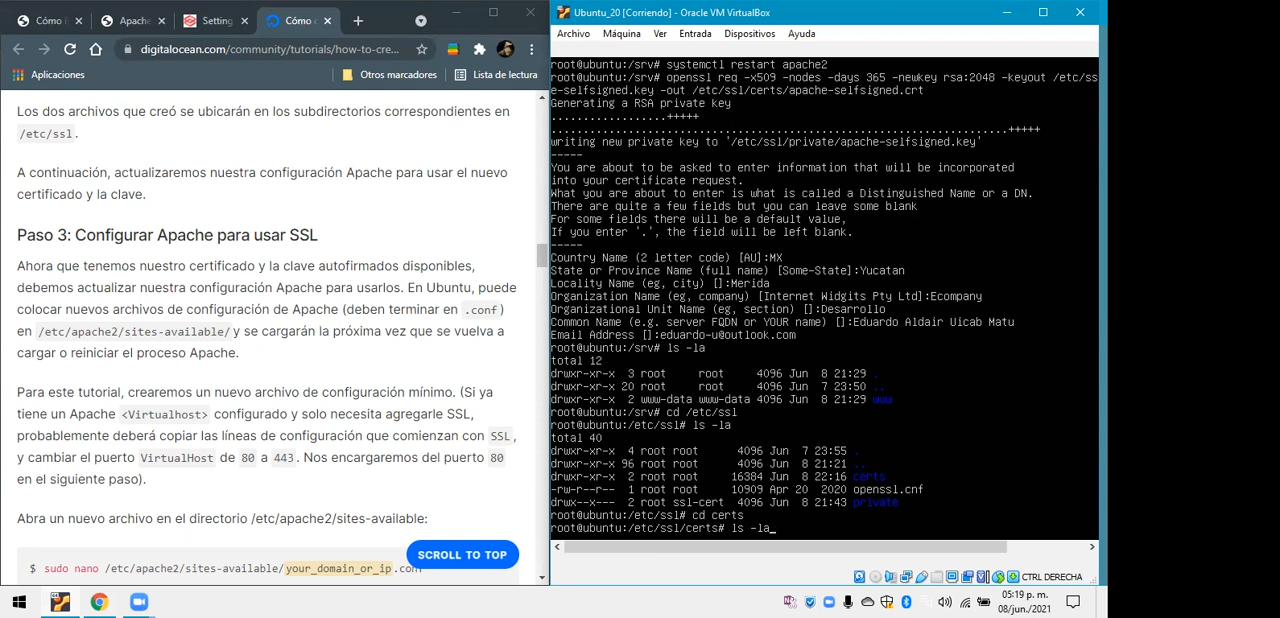 Cómo i
Apache
Setting
Cómo c
digitalocean.com/community/tutorials/how-to-cre...
Aplicaciones
Otros marcadores
Lista de lectura
Los dos archivos que creó se ubicarán en los subdirectorios correspondientes en
/etc/ssl.
A continuación, actualizaremos nuestra configuración Apache para usar el nuevo
certificado y la clave.
Paso 3: Configurar Apache para usar SSL
Ahora que tenemos nuestro certificado y la clave autofirmados disponibles,
debemos actualizar nuestra configuración Apache para usarlos. En Ubuntu, puede
colocar nuevos archivos de configuración de Apache (deben terminar en .conf)
en /etc/apache2/sites-available/ y se cargarán la próxima vez que se vuelva a
cargar o reiniciar el proceso Apache.
Para este tutorial, crearemos un nuevo archivo de configuración mínimo. (Si ya
tiene un Apache <Virtualhost> configurado y solo necesita agregarle SSL,
probablemente deberá copiar las líneas de configuración que comienzan con SSL,
y cambiar el puerto VirtualHost de 80 a 443. Nos encargaremos del puerto 80
en el siguiente paso).
Abra un nuevo archivo en el directorio /etc/apache2/sites-available:
$ sudo nano /etc/apache2/sites-available/your_domain_or_ip.conf
SCROLL TO TOP
Ubuntu_20 [Corriendo] - Oracle VM VirtualBox
Archivo Máquina Ver Entrada Dispositivos Ayuda
root@ubuntu:/srv# systemctl restart apache2
root@ubuntu:/srv# openssl req -x509 -nodes -days 365 -newkey rsa:2048 -keyout /etc/ss
e-selfsigned.key -out /etc/ssl/certs/apache-selfsigned.crt
Generating a RSA private key
..................+++++
.......................................................................+++++
writing new private key to '/etc/ssl/private/apache-selfsigned.key'
-----
You are about to be asked to enter information that will be incorporated
into your certificate request.
What you are about to enter is what is called a Distinguished Name or a DN.
There are quite a few fields but you can leave some blank
For some fields there will be a default value,
If you enter '.', the field will be left blank.
-----
Country Name (2 letter code) [AU]:MX
State or Province Name (full name) [Some-State]:Yucatan
Locality Name (eg, city) []:Merida
Organization Name (eg, company) [Internet Widgits Pty Ltd]:Ecompany
Organizational Unit Name (eg, section) []:Desarrollo
Common Name (e.g. server FQDN or YOUR name) []:Eduardo Aldair Uicab Matu
Email Address []:eduardo-u@outlook.com
root@ubuntu:/srv# ls -la
total 12
drwxr-xr-x 3 root root 4096 Jun 8 21:29 .
drwxr-xr-x 20 root root 4096 Jun 7 23:50 ..
drwxr-xr-x 2 www-data www-data 4096 Jun 8 21:29 www
root@ubuntu:/srv# cd /etc/ssl
root@ubuntu:/etc/ssl# ls -la
total 40
drwxr-xr-x 4 root root 4096 Jun 7 23:55 .
drwxr-xr-x 96 root root 4096 Jun 8 21:21 ..
drwxr-xr-x 2 root root 16384 Jun 8 22:16 certs
-rw-r--r-- 1 root root 10909 Apr 20 2020 openssl.cnf
drwx--x--- 2 root ssl-cert 4096 Jun 8 21:43 private
root@ubuntu:/etc/ssl# cd certs
root@ubuntu:/etc/ssl/certs# ls -la_
CTRL DERECHA
05:19 p. m.
08/jun./2021